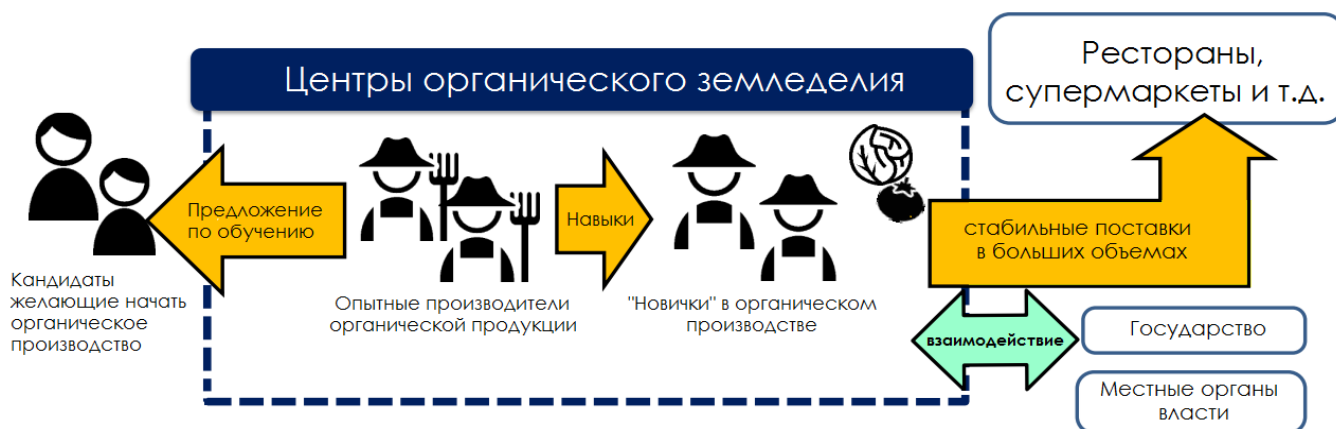 Центры органического земледелия
Рестораны,
супермаркеты и т.д.
Предложение
по обучению
Навыки
стабильные поставки
в больших объемах
Кандидаты
желающие начать
органическое
производство
Опытные производители
органической продукции
"Новички" в органическом
производстве
взаимодействие
Государство
Местные органы
власти